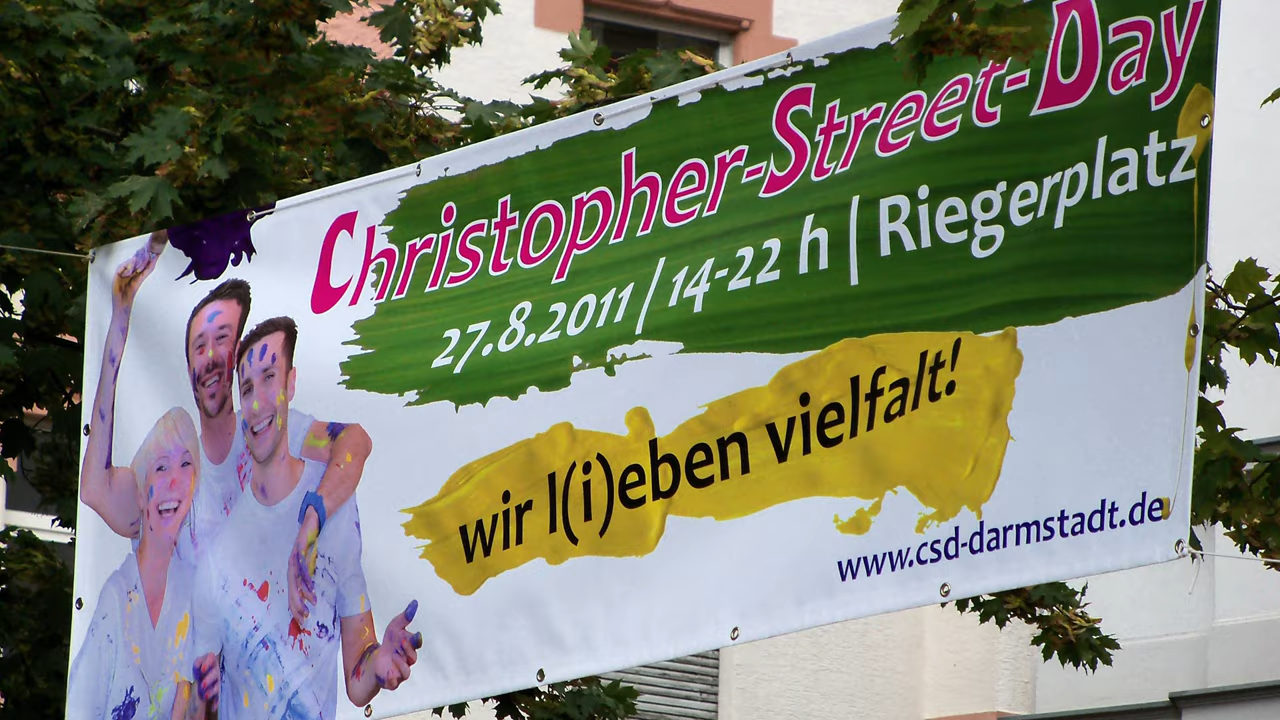 Christopher-Street-Day
27.8.2011/14-22 h | Riegerplatz
wir l(i)eben vielfalt!
www.csd-darmstadt.de